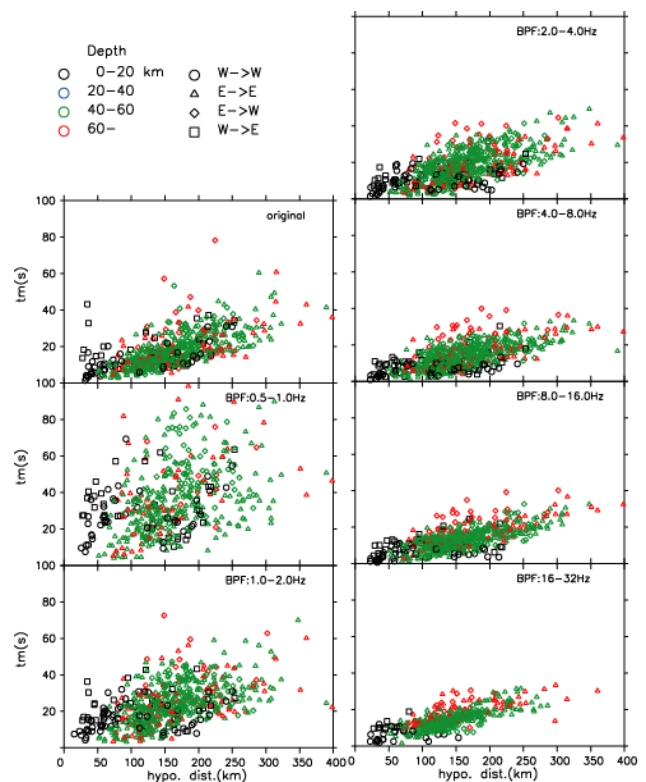 Depth
0-20 km W->W
20-40 E->E
40-60 E->W
60- W->E
BPF:2.0-4.0Hz
100
80
60
40
20
tm(s)
original
BPF:4.0-8.0Hz
100
80
60
40
20
tm(s)
BPF:0.5-1.0Hz
BPF:8.0-16.0Hz
100
80
60
40
20
tm(s)
BPF:1.0-2.0Hz
BPF:16-32Hz
0 50 100 150 200 250 300 350 400
hypo. dist.(km)
0 50 100 150 200 250 300 350 400
hypo. dist.(km)